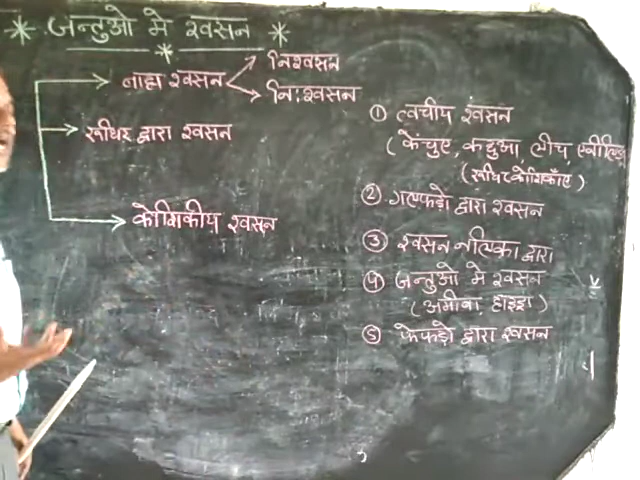 * जन्तुओ मे श्वसन *
*
बाह्य श्वसन
निश्वसन
नि:श्वसन
रूधिर द्वारा श्वसन
कोशिकीय श्वसन
① त्वचीय श्वसन
( केंचुए, कछुआ, लीच,
(रूधिर कोशिकाँए )
② गलफड़ो द्वारा श्वसन
③ श्वसन नलिका द्वारा
④ जन्तुओ मे श्वसन
( अमीबा, हाइड्रा )
⑤ फेफड़ो द्वारा श्वसन